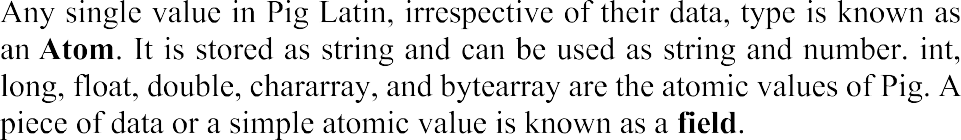 Any single value in Pig Latin, irrespective of their data, type is known as
an Atom. It is stored as string and can be used as string and number. int,
long, float, double, chararray, and bytearray are the atomic values of Pig. A
piece of data or a simple atomic value is known as a field.